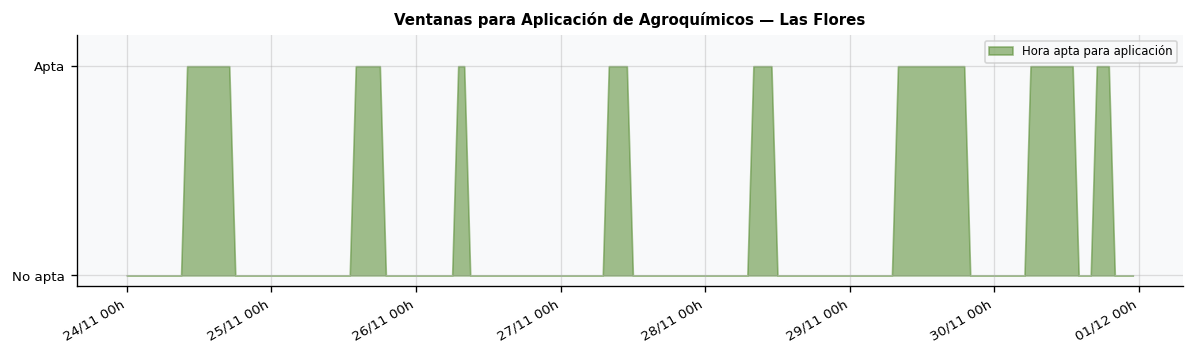 Ventanas para Aplicación de Agroquímicos — Las Flores
Hora apta para aplicación
Apta
No apta
24/11 00h
25/11 00h
26/11 00h
27/11 00h
28/11 00h
29/11 00h
30/11 00h
01/12 00h